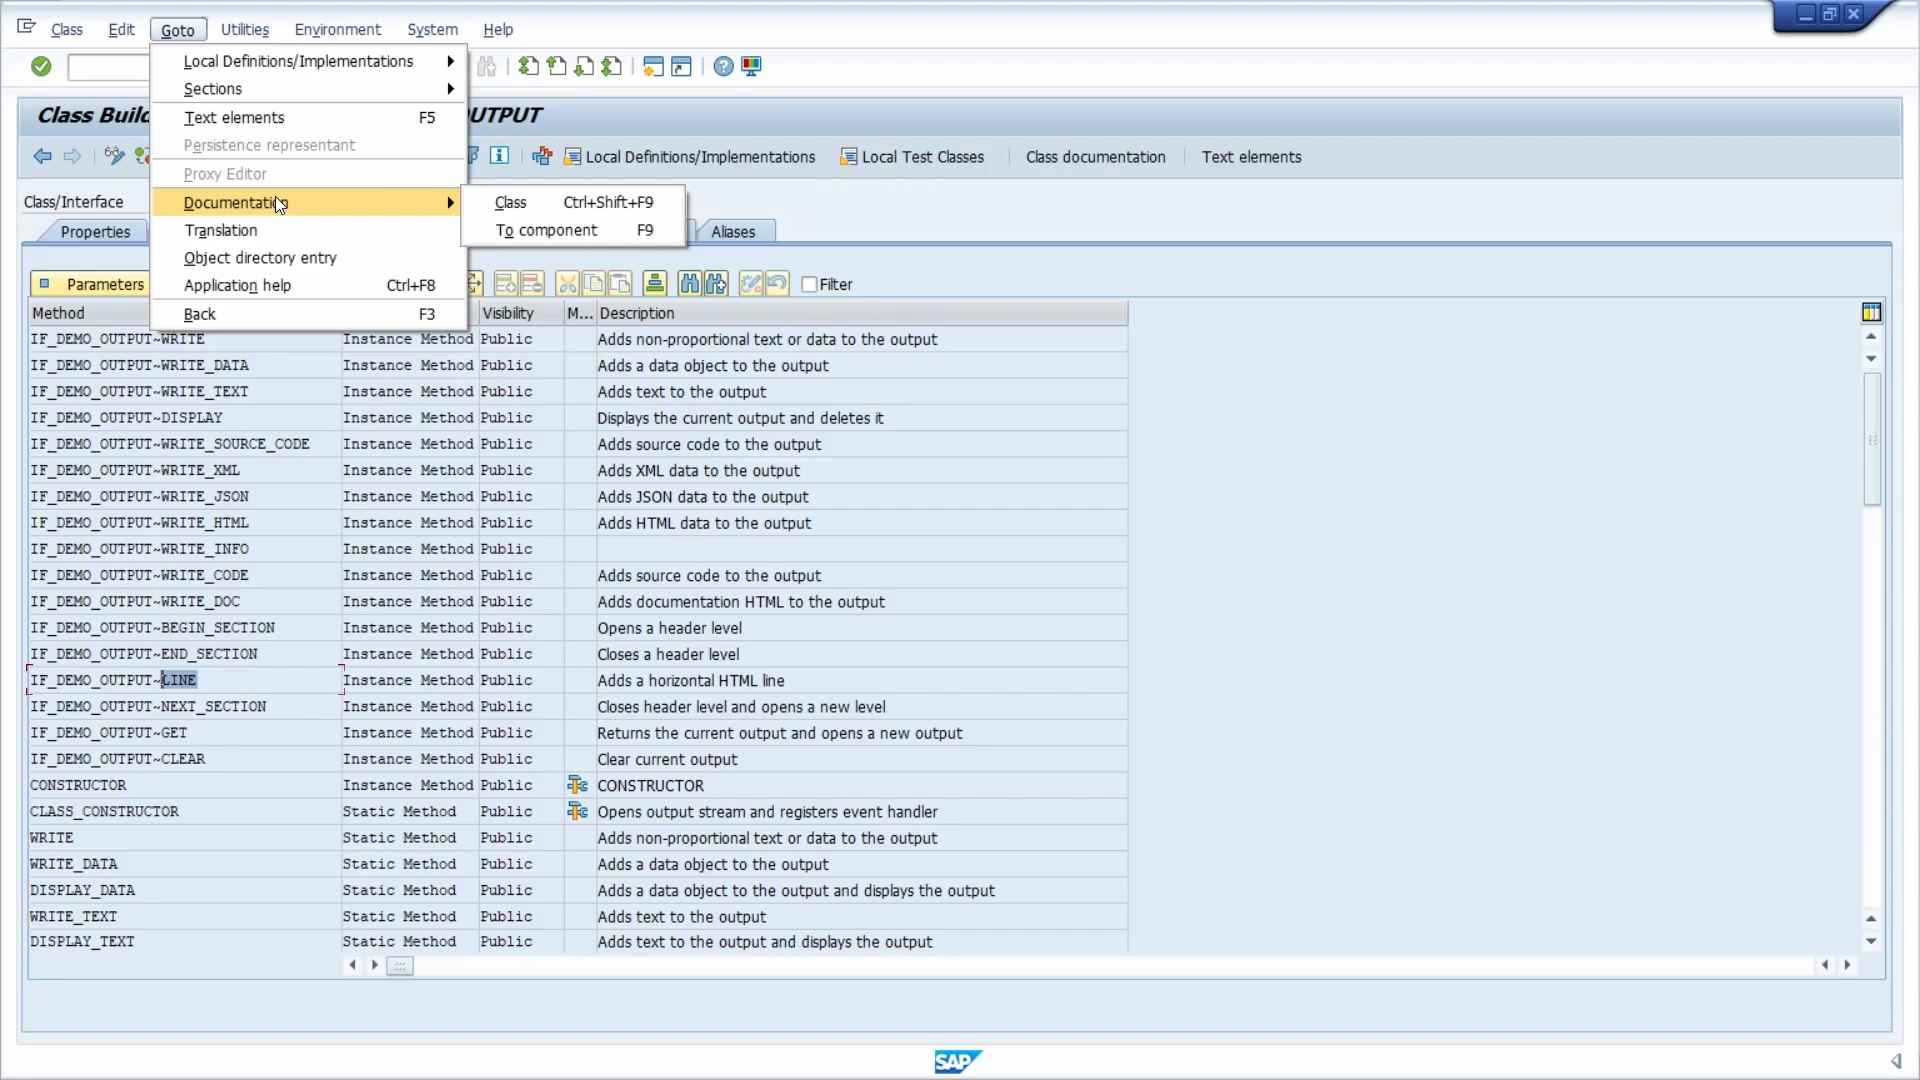 Class Edit Goto Utilities Environment System Help
Local Definitions/Implementations
Sections
Text elements F5
Persistence representant
Proxy Editor
Documentation
Translation
Object directory entry
Application help Ctrl+F8
Back F3
Class Ctrl+Shift+F9
To component F9
Class Build UTPUT
Local Definitions/Implementations Local Test Classes Class documentation Text elements
Class/Interface
Properties Aliases
Parameters Filter
Method Visibility M... Description
IF_DEMO_OUTPUT~WRITE Instance Method Public Adds non-proportional text or data to the output
IF_DEMO_OUTPUT~WRITE_DATA Instance Method Public Adds a data object to the output
IF_DEMO_OUTPUT~WRITE_TEXT Instance Method Public Adds text to the output
IF_DEMO_OUTPUT~DISPLAY Instance Method Public Displays the current output and deletes it
IF_DEMO_OUTPUT~WRITE_SOURCE_CODE Instance Method Public Adds source code to the output
IF_DEMO_OUTPUT~WRITE_XML Instance Method Public Adds XML data to the output
IF_DEMO_OUTPUT~WRITE_JSON Instance Method Public Adds JSON data to the output
IF_DEMO_OUTPUT~WRITE_HTML Instance Method Public Adds HTML data to the output
IF_DEMO_OUTPUT~WRITE_INFO Instance Method Public
IF_DEMO_OUTPUT~WRITE_CODE Instance Method Public Adds source code to the output
IF_DEMO_OUTPUT~WRITE_DOC Instance Method Public Adds documentation HTML to the output
IF_DEMO_OUTPUT~BEGIN_SECTION Instance Method Public Opens a header level
IF_DEMO_OUTPUT~END_SECTION Instance Method Public Closes a header level
IF_DEMO_OUTPUT~LINE Instance Method Public Adds a horizontal HTML line
IF_DEMO_OUTPUT~NEXT_SECTION Instance Method Public Closes header level and opens a new level
IF_DEMO_OUTPUT~GET Instance Method Public Returns the current output and opens a new output
IF_DEMO_OUTPUT~CLEAR Instance Method Public Clear current output
CONSTRUCTOR Instance Method Public CONSTRUCTOR
CLASS_CONSTRUCTOR Static Method Public Opens output stream and registers event handler
WRITE Static Method Public Adds non-proportional text or data to the output
WRITE_DATA Static Method Public Adds a data object to the output
DISPLAY_DATA Static Method Public Adds a data object to the output and displays the output
WRITE_TEXT Static Method Public Adds text to the output
DISPLAY_TEXT Static Method Public Adds text to the output and displays the output
SAP